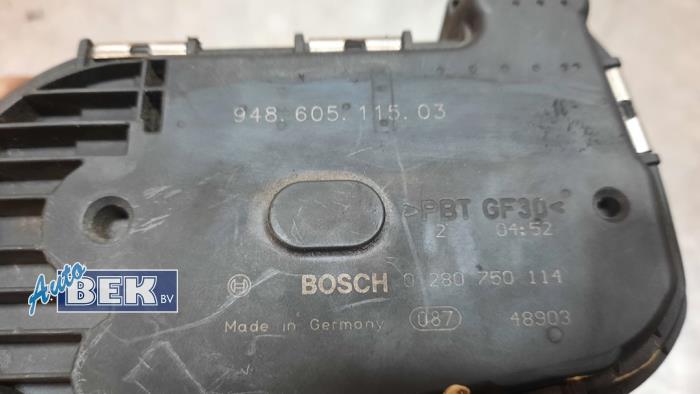 948.605.115.03
>PBT GF30<
2 04:52
BOSCH 0 280 750 114
Made in Germany 087 48903
Auto
BEK BV